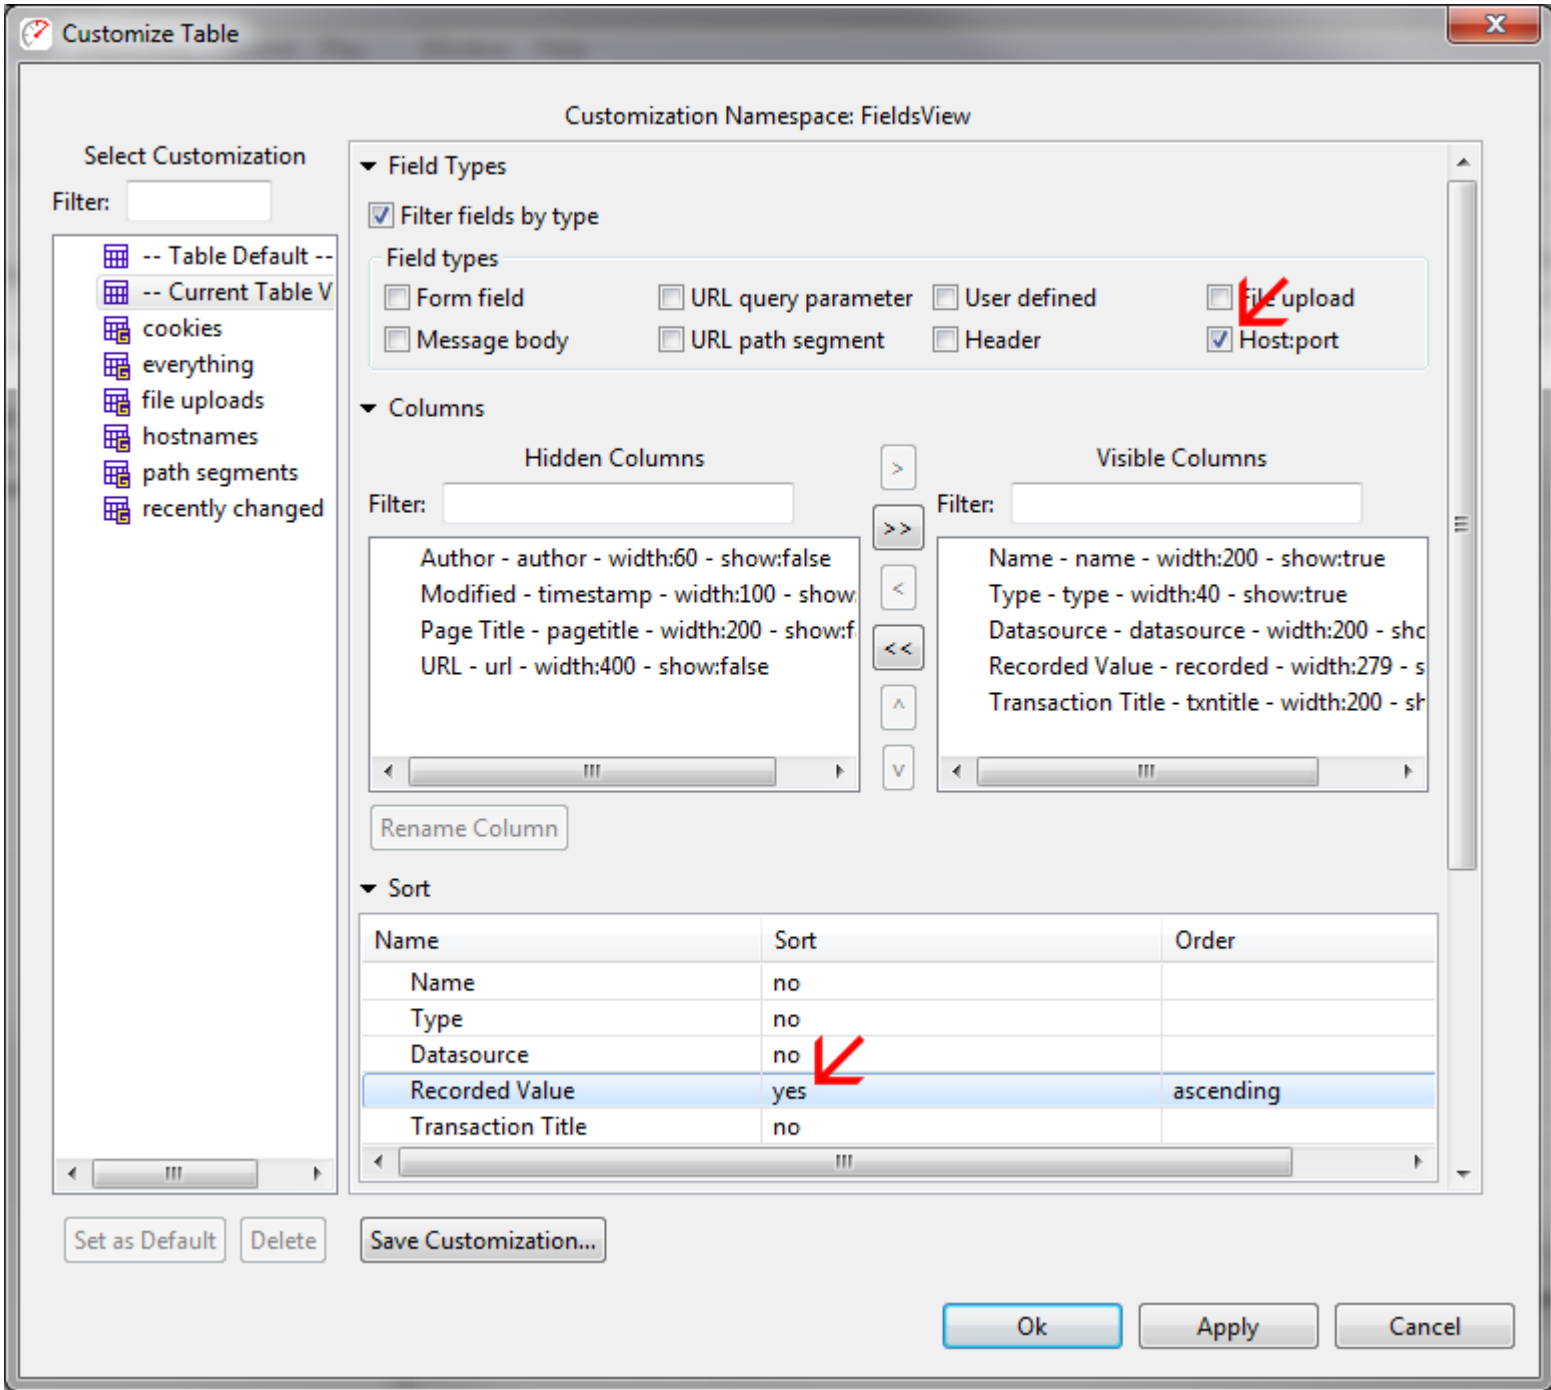 Customize Table
Customization Namespace: FieldsView
Select Customization
Filter:
-- Table Default --
-- Current Table V
cookies
everything
file uploads
hostnames
path segments
recently changed
Field Types
Filter fields by type
Field types
Form field URL query parameter User defined File upload
Message body URL path segment Header Host:port
Columns
Hidden Columns
Filter:
Author - author - width:60 - show:false
Modified - timestamp - width:100 - show:
Page Title - pagetitle - width:200 - show:f
URL - url - width:400 - show:false
>
>>
<
<<
^
v
Visible Columns
Filter:
Name - name - width:200 - show:true
Type - type - width:40 - show:true
Datasource - datasource - width:200 - sho
Recorded Value - recorded - width:279 - s
Transaction Title - txntitle - width:200 - sh
Rename Column
Sort
Name Sort Order
Name no
Type no
Datasource no
Recorded Value yes ascending
Transaction Title no
Set as Default Delete Save Customization...
Ok Apply Cancel